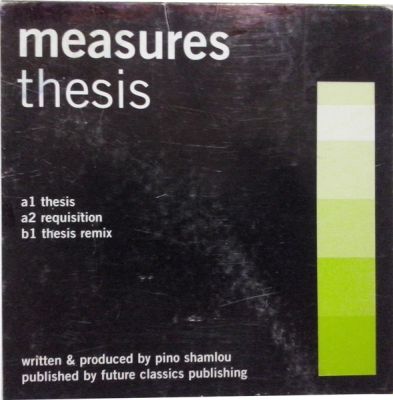 measures
thesis
a1 thesis
a2 requisition
b1 thesis remix
written & produced by pino shamlou
published by future classics publishing